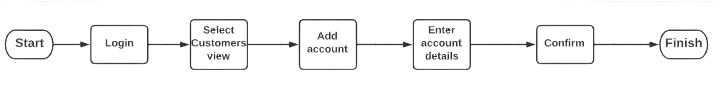 Start
Login
Select
Customers
view
Add
account
Enter
account
details
Confirm
Finish